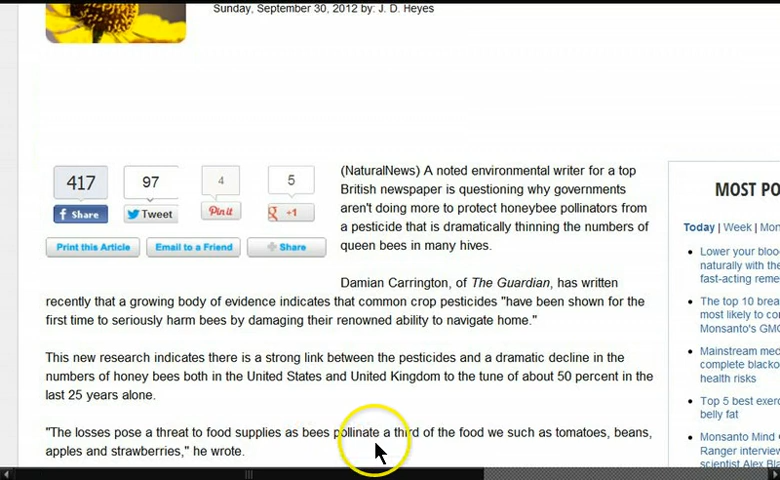 Sunday, September 30, 2012 by: J. D. Heyes
417
97
4
5
Share
Tweet
Pin it
+1
Print this Article
Email to a Friend
Share
(NaturalNews) A noted environmental writer for a top
British newspaper is questioning why governments
aren't doing more to protect honeybee pollinators from
a pesticide that is dramatically thinning the numbers of
queen bees in many hives.
Damian Carrington, of The Guardian, has written
recently that a growing body of evidence indicates that common crop pesticides "have been shown for the
first time to seriously harm bees by damaging their renowned ability to navigate home."
This new research indicates there is a strong link between the pesticides and a dramatic decline in the
numbers of honey bees both in the United States and United Kingdom to the tune of about 50 percent in the
last 25 years alone.
"The losses pose a threat to food supplies as bees pollinate a third of the food we such as tomatoes, beans,
apples and strawberries," he wrote.
MOST PO
Today | Week | Mon
Lower your bloo
naturally with the
fast-acting reme
The top 10 brea
most likely to co
Monsanto's GMC
Mainstream med
complete blacko
health risks
Top 5 best exerc
belly fat
Monsanto Mind
Ranger interview
scientist Alex Bla